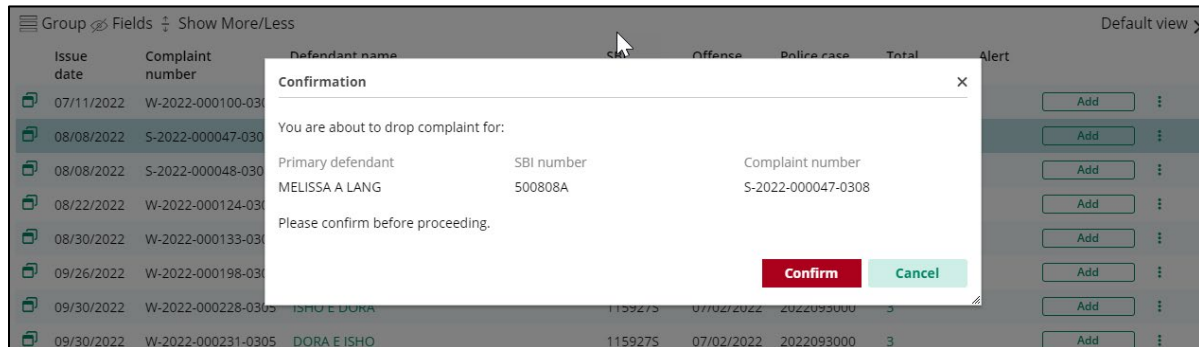 Group Fields Show More/Less Default view
Issue date Complaint number Defendant name SBI Offense Police case Total Alert
07/11/2022 W-2022-000100-030 Add
08/08/2022 S-2022-000047-030 Add
08/08/2022 S-2022-000048-030 Add
08/22/2022 W-2022-000124-030 Add
08/30/2022 W-2022-000133-030 Add
09/26/2022 W-2022-000198-030 Add
09/30/2022 W-2022-000228-0305 ISHO E DORA 115927S 07/02/2022 2022093000 3 Add
09/30/2022 W-2022-000231-0305 DORA E ISHO 115927S 07/02/2022 2022093000 3 Add
Confirmation
You are about to drop complaint for:
Primary defendant SBI number Complaint number
MELISSA A LANG 500808A S-2022-000047-0308
Please confirm before proceeding.
Confirm Cancel